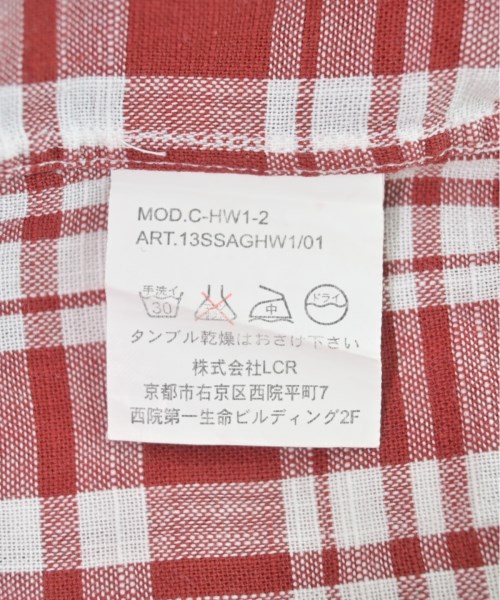 MOD.C-HW1-2
ART.13SSAGHW1/01
手洗イ 中 ドライ
30
タンブル乾燥はおさけ下さい
株式会社LCR
京都市右京区西院平町7
西院第一生命ビルディング2F